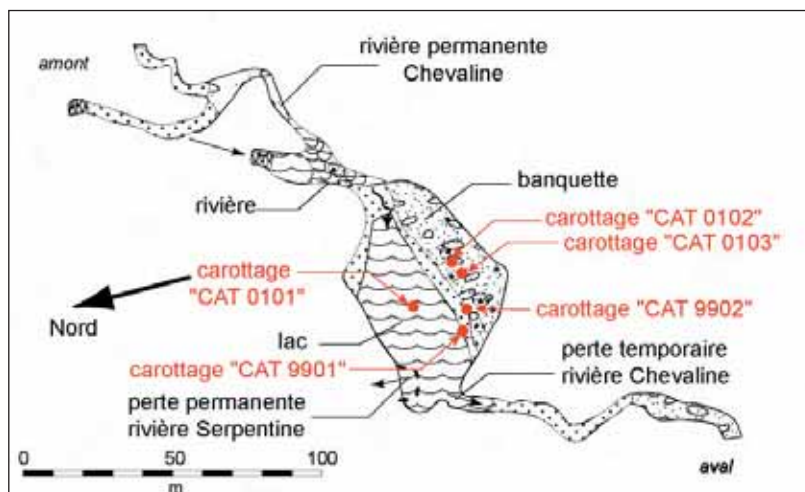 amont
rivière permanente
Chevaline
rivière
banquette
carottage "CAT 0102"
carottage "CAT 0103"
carottage
"CAT 0101"
Nord
lac
carottage "CAT 9902"
carottage "CAT 9901"
perte temporaire
rivière Chevaline
perte permanente
rivière Serpentine
0 50 100
m
aval